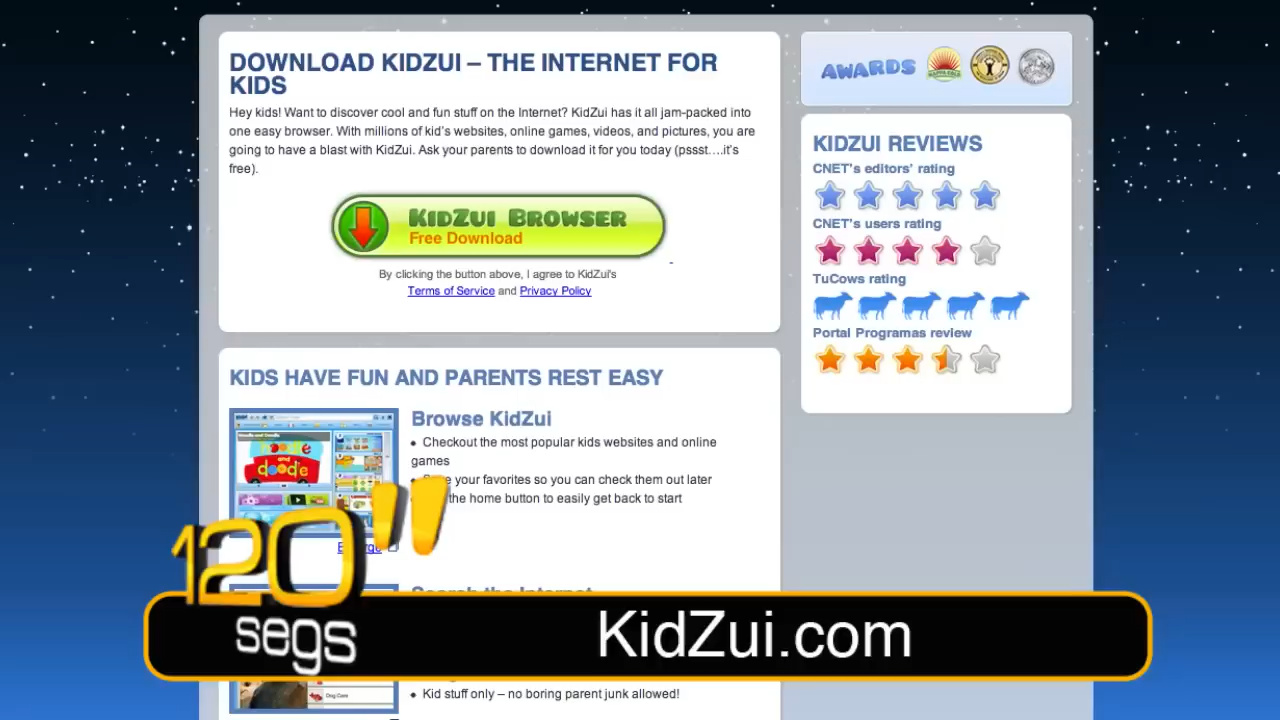 DOWNLOAD KIDZUI – THE INTERNET FOR
KIDS
Hey kids! Want to discover cool and fun stuff on the Internet? KidZui has it all jam-packed into
one easy browser. With millions of kid's websites, online games, videos, and pictures, you are
going to have a blast with KidZui. Ask your parents to download it for you today (pssst....it's
free).
KidZui Browser
Free Download
By clicking the button above, I agree to KidZui's
Terms of Service and Privacy Policy
AWARDS
KIDZUI REVIEWS
CNET's editors' rating
CNET's users rating
TuCows rating
Portal Programas review
KIDS HAVE FUN AND PARENTS REST EASY
Browse KidZui
• Checkout the most popular kids websites and online
games
your favorites so you can check them out later
the home button to easily get back to start
Search the Internet
120"
segs
KidZui.com
• Kid stuff only – no boring parent junk allowed!